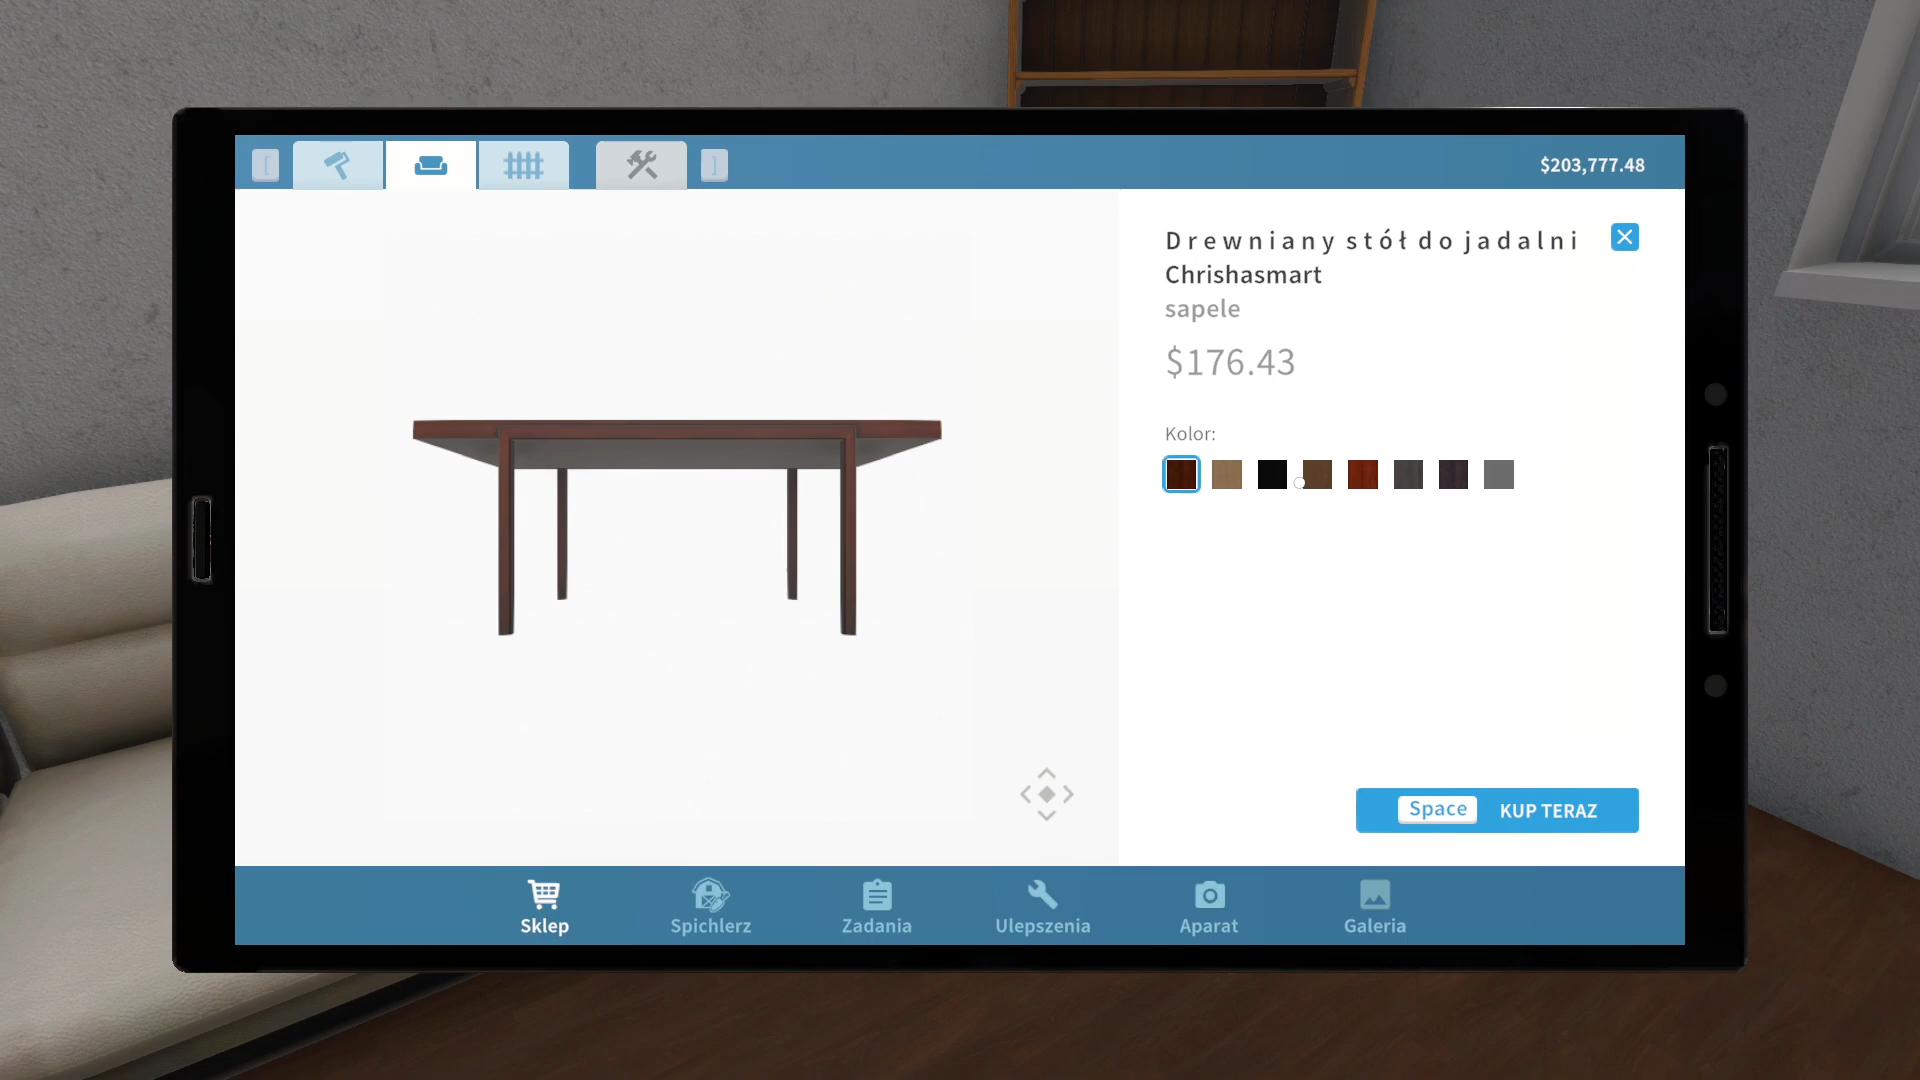 [
]
$203,777.48
Drewniany stół do jadalni
Chrishasmart
sapele
$176.43
Kolor:
Space KUP TERAZ
Sklep
Spichlerz
Zadania
Ulepszenia
Aparat
Galeria